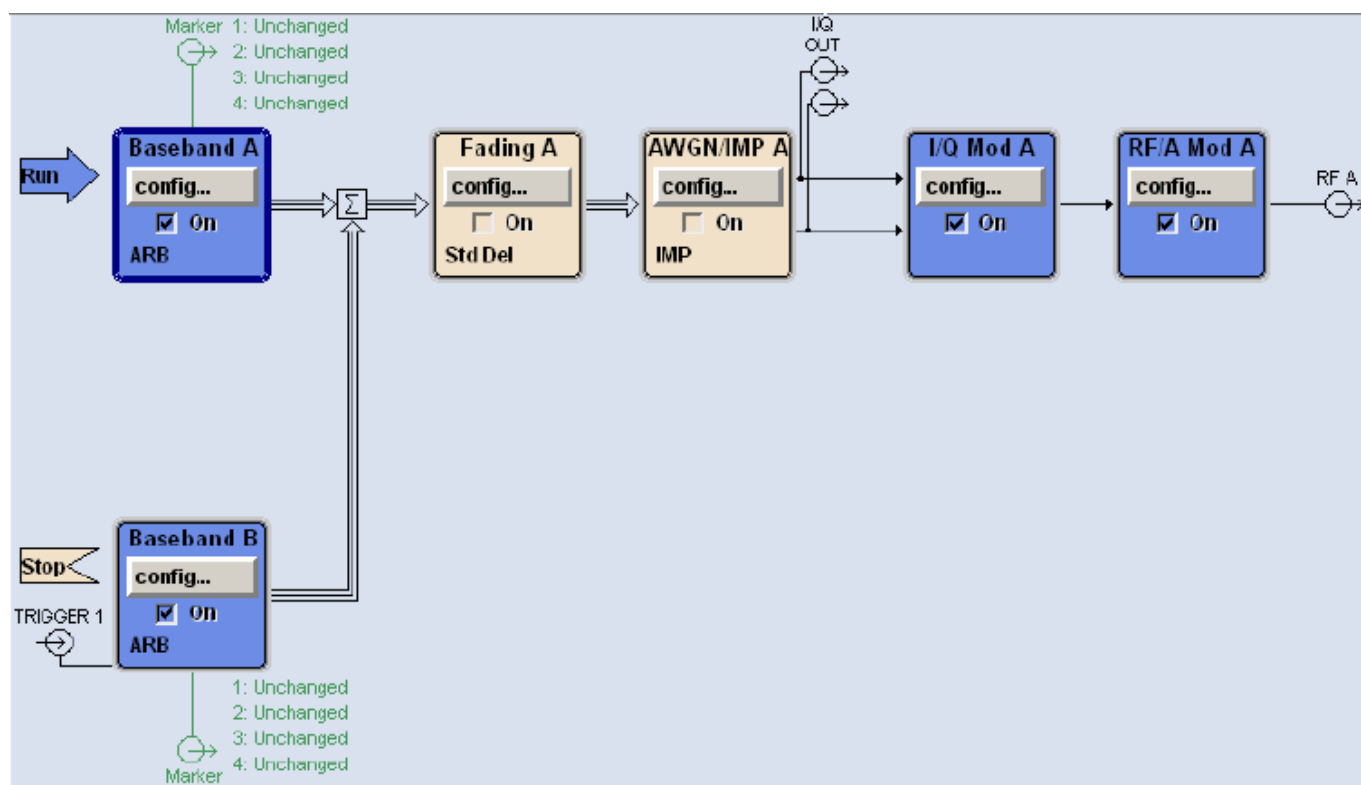 Marker 1: Unchanged
2: Unchanged
3: Unchanged
4: Unchanged
I/Q
OUT
Run
Baseband A
config...
On
ARB
Σ
Fading A
config...
On
Std Del
AWGN/IMP A
config...
On
IMP
I/Q Mod A
config...
On
RF/A Mod A
config...
On
RF A
Stop
TRIGGER 1
Baseband B
config...
On
ARB
1: Unchanged
2: Unchanged
3: Unchanged
Marker 4: Unchanged